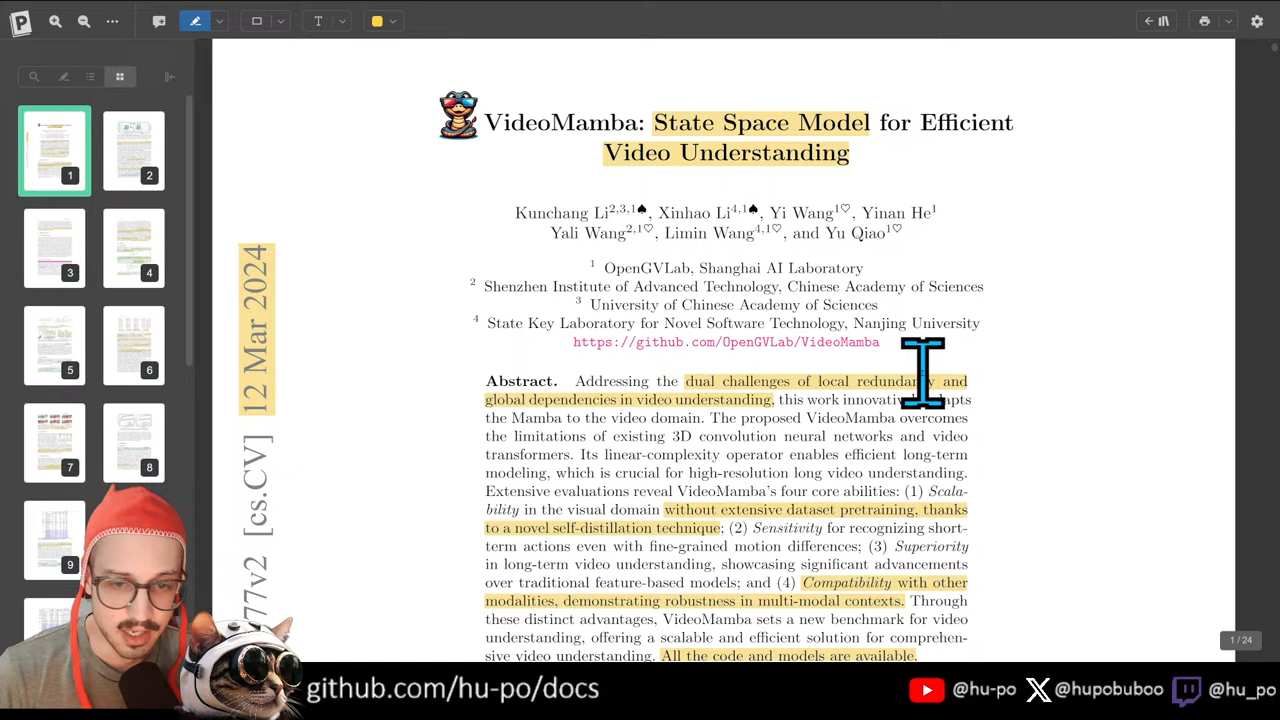 VideoMamba: State Space Model for Efficient
Video Understanding
Kunchang Li2,3,1♠, Xinhao Li4,1♠, Yi Wang1♡, Yinan He1
Yali Wang2,1♡, Limin Wang4,1♡, and Yu Qiao1♡
1 OpenGVLab, Shanghai AI Laboratory
2 Shenzhen Institute of Advanced Technology, Chinese Academy of Sciences
3 University of Chinese Academy of Sciences
4 State Key Laboratory for Novel Software Technology, Nanjing University
https://github.com/OpenGVLab/VideoMamba
Abstract. Addressing the dual challenges of local redundancy and
global dependencies in video understanding, this work innovatively adapts
the Mamba to the video domain. The proposed VideoMamba overcomes
the limitations of existing 3D convolution neural networks and video
transformers. Its linear-complexity operator enables efficient long-term
modeling, which is crucial for high-resolution long video understanding.
Extensive evaluations reveal VideoMamba's four core abilities: (1) Scala-
bility in the visual domain without extensive dataset pretraining, thanks
to a novel self-distillation technique; (2) Sensitivity for recognizing short-
term actions even with fine-grained motion differences; (3) Superiority
in long-term video understanding, showcasing significant advancements
over traditional feature-based models; and (4) Compatibility with other
modalities, demonstrating robustness in multi-modal contexts. Through
these distinct advantages, VideoMamba sets a new benchmark for video
understanding, offering a scalable and efficient solution for comprehen-
sive video understanding. All the code and models are available.
77v2 [cs.CV] 12 Mar 2024
1
2
3
4
5
6
7
8
9
1 / 24
github.com/hu-po/docs
@hu-po
@hupobuboo
@hu_po